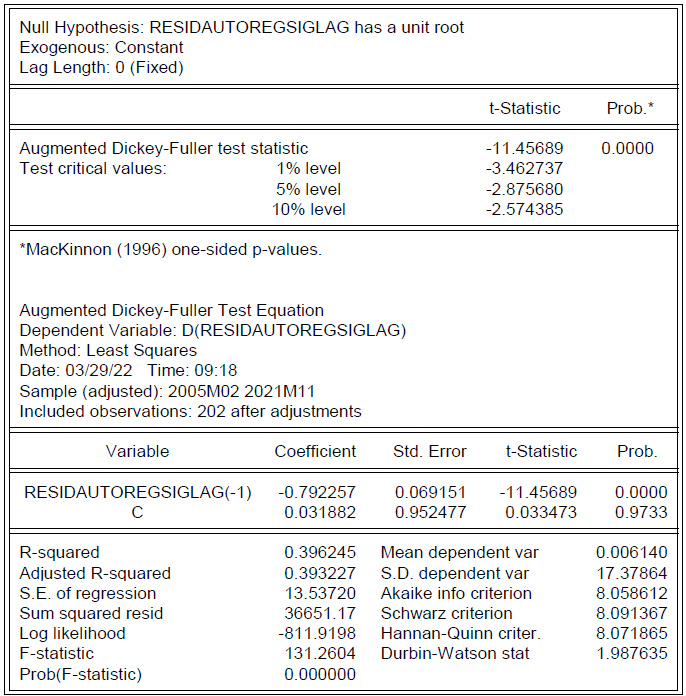 Null Hypothesis: RESIDAUTOREGSIGLAG has a unit root
Exogenous: Constant
Lag Length: 0 (Fixed)
t-Statistic Prob.*
Augmented Dickey-Fuller test statistic -11.45689 0.0000
Test critical values: 1% level -3.462737
5% level -2.875680
10% level -2.574385
*MacKinnon (1996) one-sided p-values.
Augmented Dickey-Fuller Test Equation
Dependent Variable: D(RESIDAUTOREGSIGLAG)
Method: Least Squares
Date: 03/29/22 Time: 09:18
Sample (adjusted): 2005M02 2021M11
Included observations: 202 after adjustments
Variable Coefficient Std. Error t-Statistic Prob.
RESIDAUTOREGSIGLAG(-1) -0.792257 0.069151 -11.45689 0.0000
C 0.031882 0.952477 0.033473 0.9733
R-squared 0.396245 Mean dependent var 0.006140
Adjusted R-squared 0.393227 S.D. dependent var 17.37864
S.E. of regression 13.53720 Akaike info criterion 8.058612
Sum squared resid 36651.17 Schwarz criterion 8.091367
Log likelihood -811.9198 Hannan-Quinn criter. 8.071865
F-statistic 131.2604 Durbin-Watson stat 1.987635
Prob(F-statistic) 0.000000